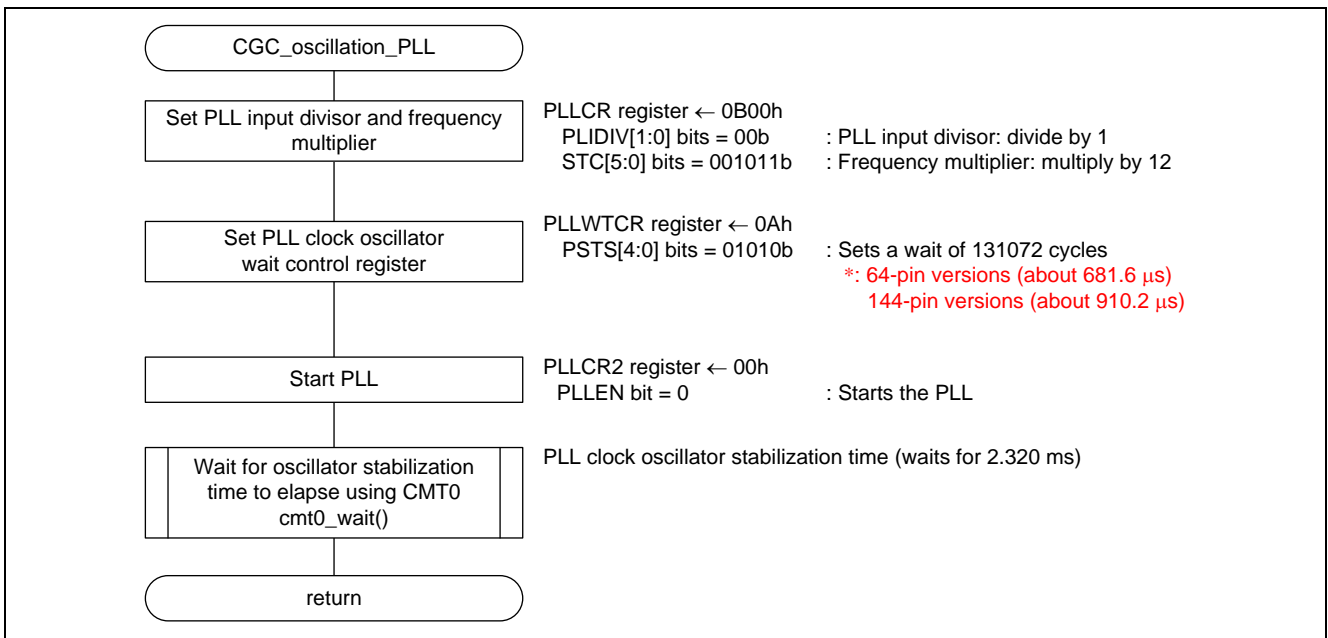 CGC_oscillation_PLL
Set PLL input divisor and frequency
multiplier
PLLCR register ← 0B00h
PLIDIV[1:0] bits = 00b : PLL input divisor: divide by 1
STC[5:0] bits = 001011b : Frequency multiplier: multiply by 12
Set PLL clock oscillator
wait control register
PLLWTCR register ← 0Ah
PSTS[4:0] bits = 01010b : Sets a wait of 131072 cycles
*: 64-pin versions (about 681.6 μs)
144-pin versions (about 910.2 μs)
Start PLL
PLLCR2 register ← 00h
PLLEN bit = 0 : Starts the PLL
Wait for oscillator stabilization
time to elapse using CMT0
cmt0_wait()
PLL clock oscillator stabilization time (waits for 2.320 ms)
return